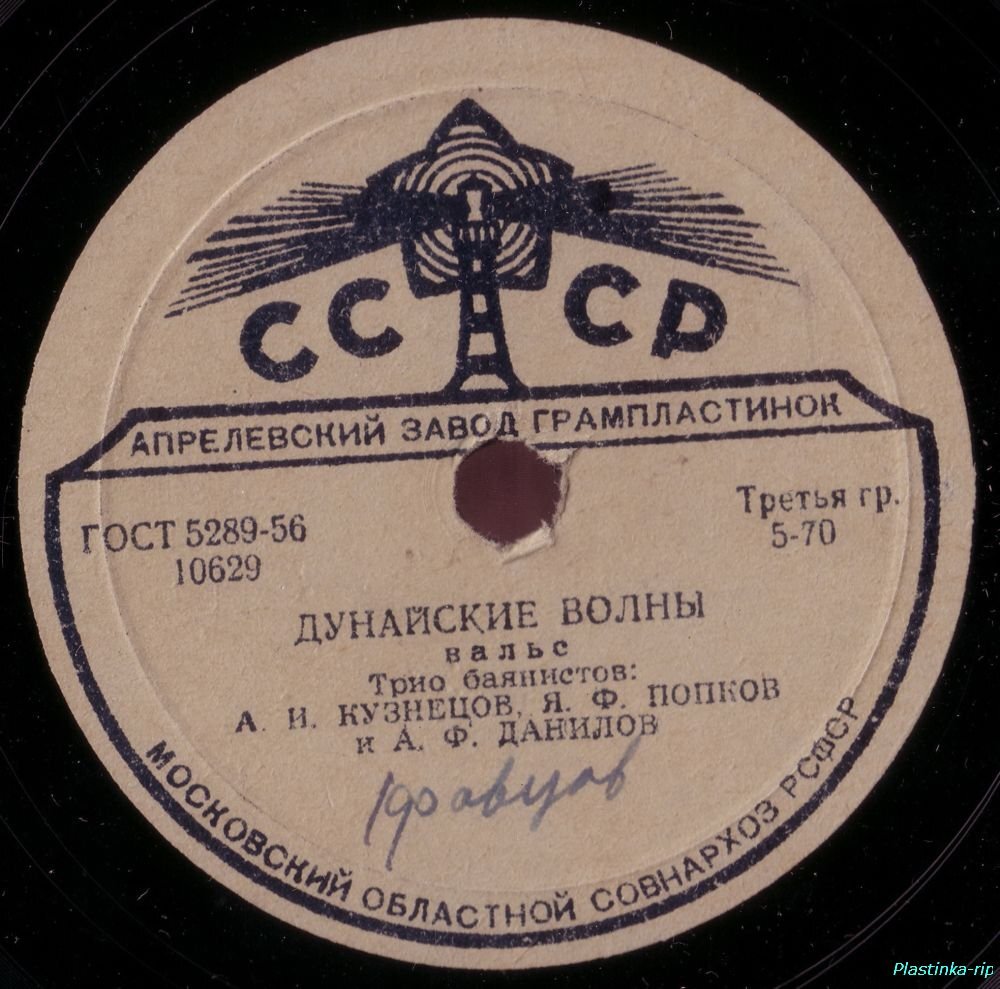 СССР
АПРЕЛЕВСКИЙ ЗАВОД ГРАМПЛАСТИНОК
ГОСТ 5289-56
10629
Третья гр.
5-70
ДУНАЙСКИЕ ВОЛНЫ
вальс
Трио баянистов:
А. И. КУЗНЕЦОВ, Я. Ф. ПОПКОВ
и А. Ф. ДАНИЛОВ
Кравцов
МОСКОВСКИЙ ОБЛАСТНОЙ СОВНАРХОЗ РСФСР
Plastinka-rip